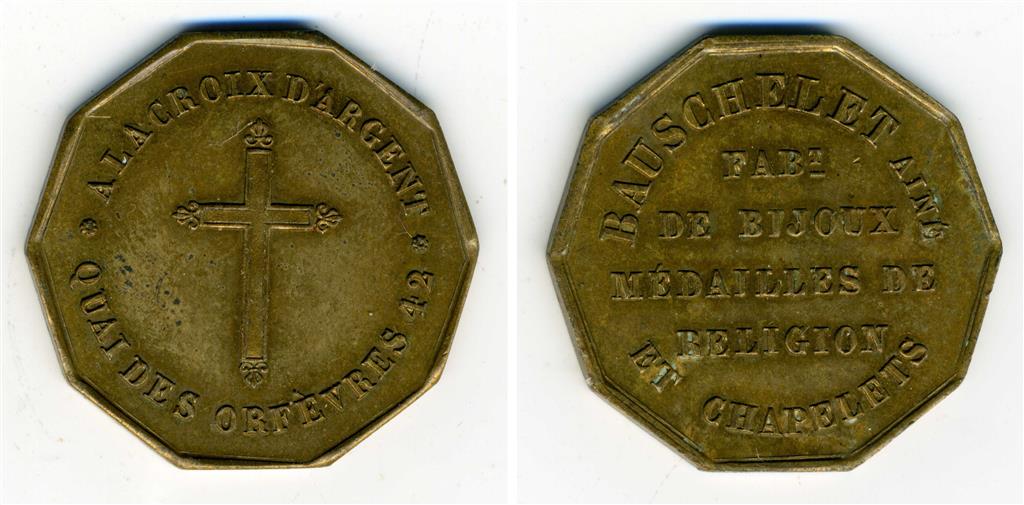 A LA CROIX D'ARGENT
QUAI DES ORFÈVRES 42
BAUSCHELET AINÉ
FABT
DE BIJOUX
MÉDAILLES DE
RELIGION
ET CHAPELETS